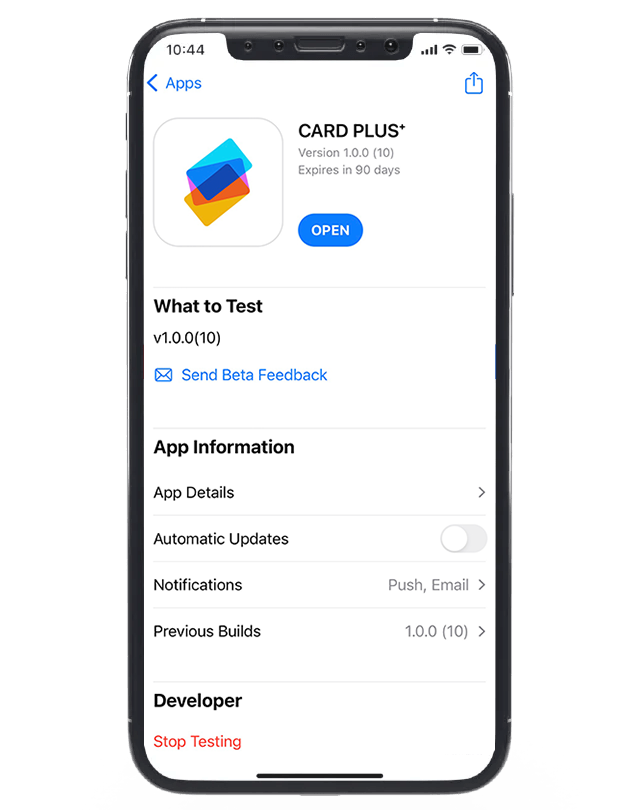 10:44
Apps
CARD PLUS⁺
Version 1.0.0 (10)
Expires in 90 days
OPEN
What to Test
v1.0.0(10)
Send Beta Feedback
App Information
App Details
Automatic Updates
Notifications Push, Email
Previous Builds 1.0.0 (10)
Developer
Stop Testing